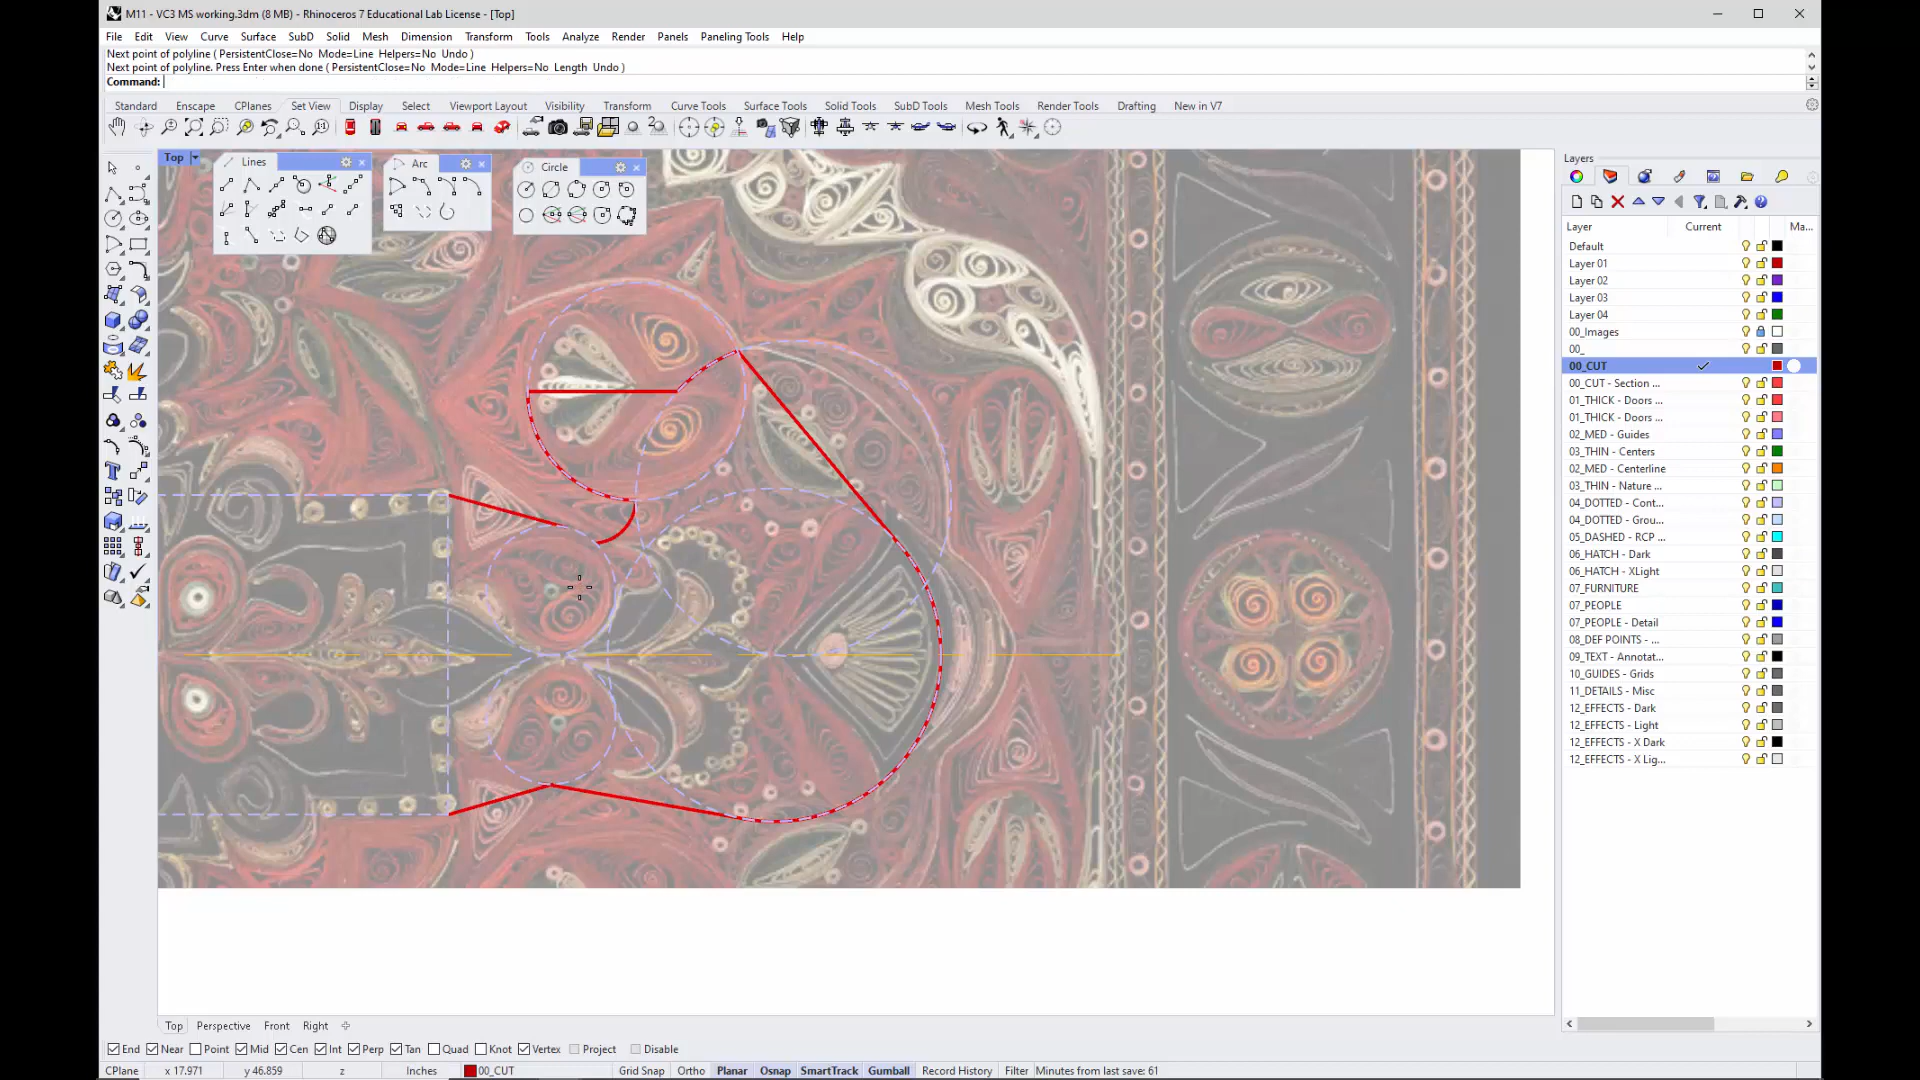 M11 - VC3 MS working.3dm (8 MB) - Rhinoceros 7 Educational Lab License - [Top]
File Edit View Curve Surface SubD Solid Mesh Dimension Transform Tools Analyze Render Panels Paneling Tools Help
Next point of polyline ( PersistentClose=No Mode=Line Helpers=No Undo )
Next point of polyline. Press Enter when done ( PersistentClose=No Mode=Line Helpers=No Length Undo )
Command:
Standard Enscape CPlanes Set View Display Select Viewport Layout Visibility Transform Curve Tools Surface Tools Solid Tools SubD Tools Mesh Tools Render Tools Drafting New in V7
Top
Lines
Arc
Circle
Layers
Layer Current Ma...
Default
Layer 01
Layer 02
Layer 03
Layer 04
00_Images
00_
00_CUT
00_CUT - Section ...
01_THICK - Doors ...
01_THICK - Doors ...
02_MED - Guides
03_THIN - Centers
02_MED - Centerline
03_THIN - Nature ...
04_DOTTED - Cont...
04_DOTTED - Grou...
05_DASHED - RCP ...
06_HATCH - Dark
06_HATCH - XLight
07_FURNITURE
07_PEOPLE
07_PEOPLE - Detail
08_DEF POINTS - ...
09_TEXT - Annotat...
10_GUIDES - Grids
11_DETAILS - Misc
12_EFFECTS - Dark
12_EFFECTS - Light
12_EFFECTS - X Dark
12_EFFECTS - X Lig...
Top Perspective Front Right
End Near Point Mid Cen Int Perp Tan Quad Knot Vertex Project Disable
CPlane x 17.971 y 46.859 z Inches 00_CUT Grid Snap Ortho Planar Osnap SmartTrack Gumball Record History Filter Minutes from last save: 61